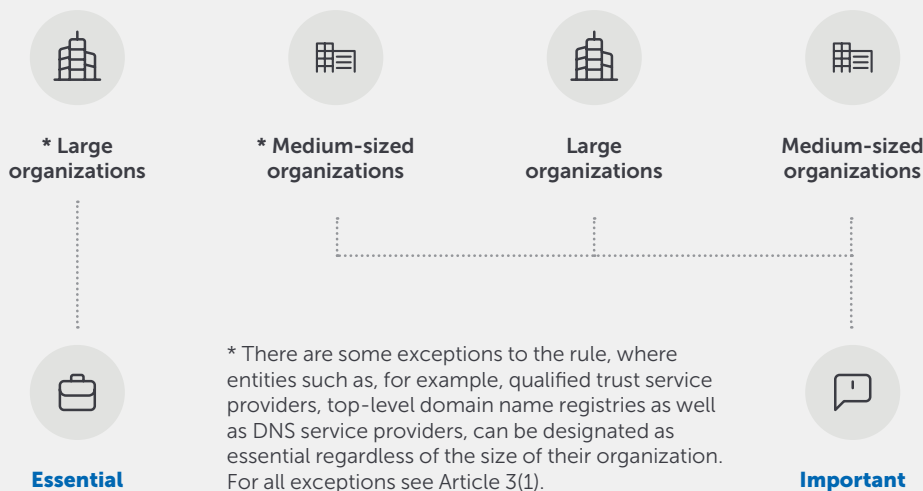 * Large
organizations
* Medium-sized
organizations
Large
organizations
Medium-sized
organizations
* There are some exceptions to the rule, where
entities such as, for example, qualified trust service
providers, top-level domain name registries as well
as DNS service providers, can be designated as
essential regardless of the size of their organization.
For all exceptions see Article 3(1).
Essential
Important